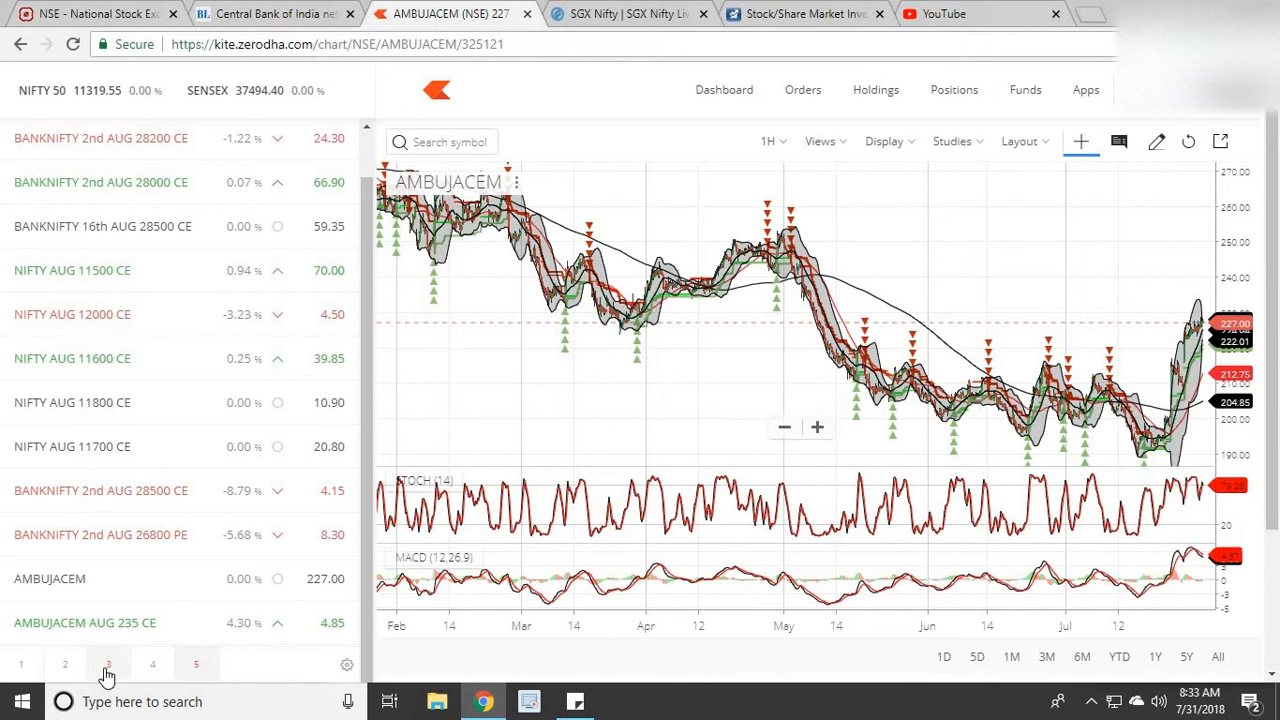 NSE - National Stock Exc
Central Bank of India net
AMBUJACEM (NSE) 227
SGX Nifty | SGX Nifty Liv
Stock/Share Market Inve
YouTube
Secure
https://kite.zerodha.com/chart/NSE/AMBUJACEM/325121
NIFTY 50 11319.55 0.00 % SENSEX 37494.40 0.00 %
Dashboard Orders Holdings Positions Funds Apps
BANKNIFTY 2nd AUG 28200 CE -1.22 % 24.30
BANKNIFTY 2nd AUG 28000 CE 0.07 % 66.90
BANKNIFTY 16th AUG 28500 CE 0.00 % 59.35
NIFTY AUG 11500 CE 0.94 % 70.00
NIFTY AUG 12000 CE -3.23 % 4.50
NIFTY AUG 11600 CE 0.25 % 39.85
NIFTY AUG 11800 CE 0.00 % 10.90
NIFTY AUG 11700 CE 0.00 % 20.80
BANKNIFTY 2nd AUG 28500 CE -8.79 % 4.15
BANKNIFTY 2nd AUG 26800 PE -5.68 % 8.30
AMBUJACEM 0.00 % 227.00
AMBUJACEM AUG 235 CE 4.30 % 4.85
1 2 3 4 5
Search symbol
1H Views Display Studies Layout
AMBUJACEM
270.00
260.00
250.00
240.00
227.00
222.01
212.75
210.00
204.85
200.00
190.00
STOCH (14)
20
MACD (12,26,9)
0
-3
-5
Feb 14 Mar 14 Apr 12 May 14 Jun 14 Jul 12
1D 5D 1M 3M 6M YTD 1Y 5Y All
Type here to search
8:33 AM
7/31/2018
2